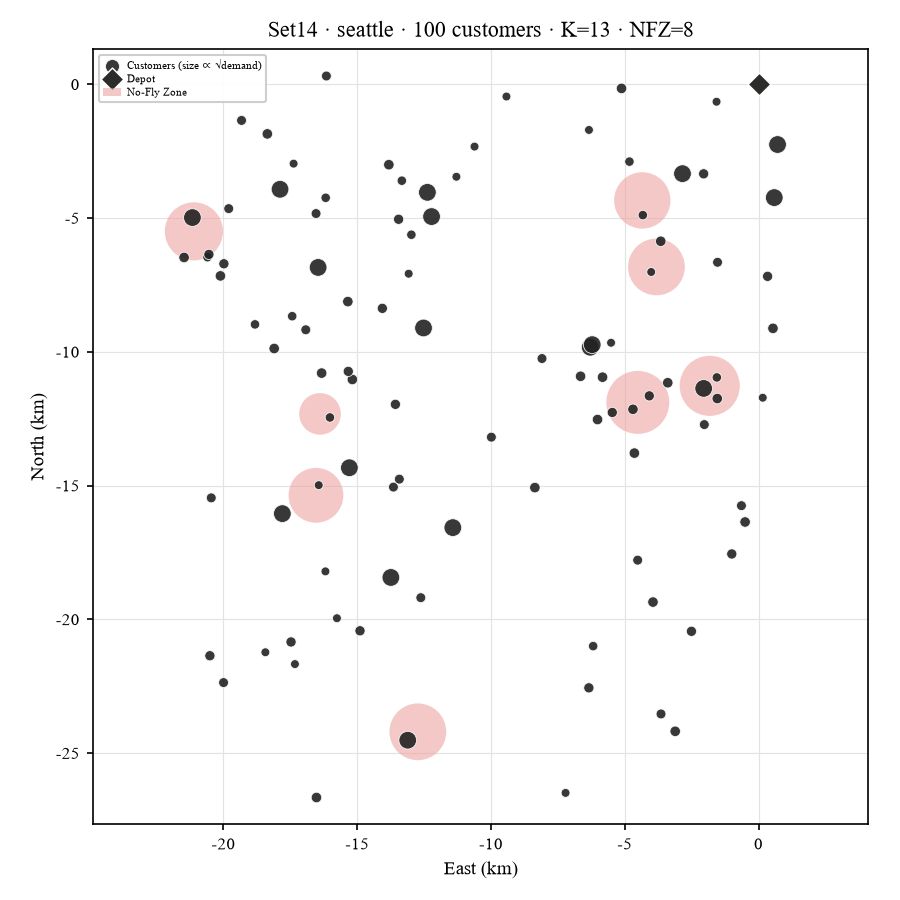 Set14 · seattle · 100 customers · K=13 · NFZ=8
Customers (size ∝ √demand)
Depot
No-Fly Zone
0
-5
-10
-15
-20
-25
North (km)
-20 -15 -10 -5 0
East (km)